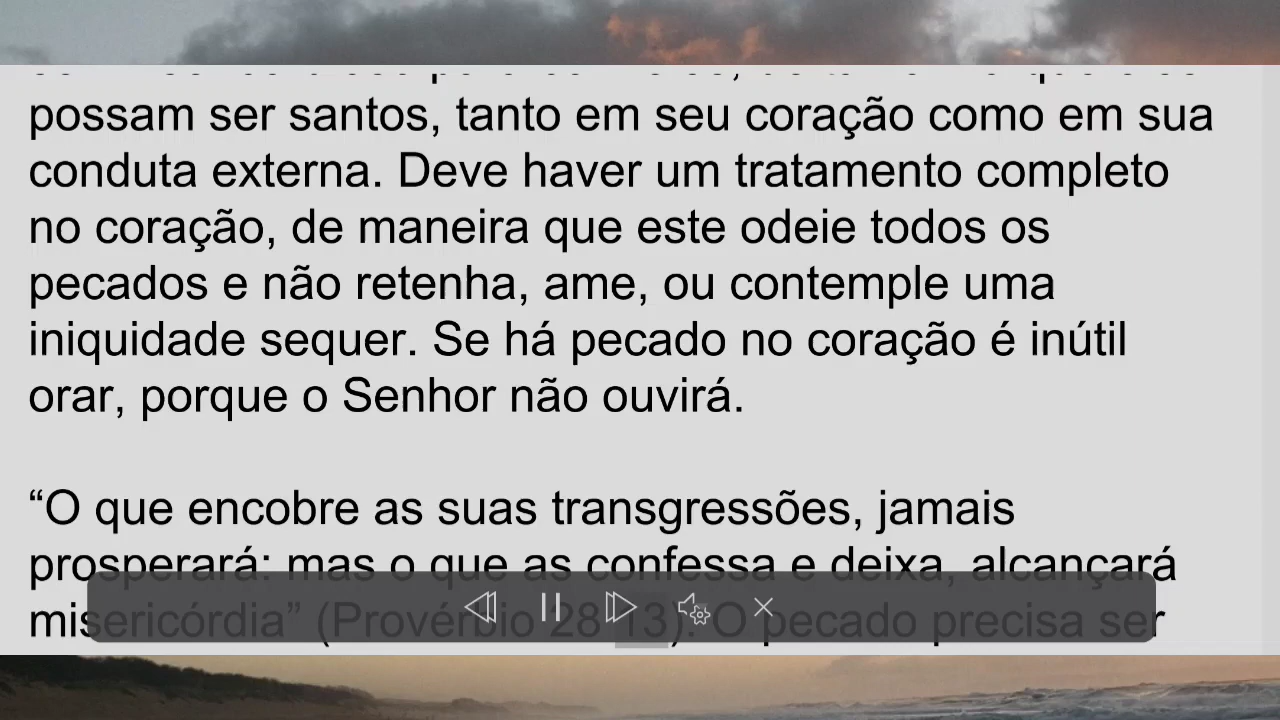 possam ser santos, tanto em seu coração como em sua
conduta externa. Deve haver um tratamento completo
no coração, de maneira que este odeie todos os
pecados e não retenha, ame, ou contemple uma
iniquidade sequer. Se há pecado no coração é inútil
orar, porque o Senhor não ouvirá.
“O que encobre as suas transgressões, jamais
prosperará: mas o que as confessa e deixa, alcançará
misericórdia” (Provérbio 28:13). O pecado precisa ser